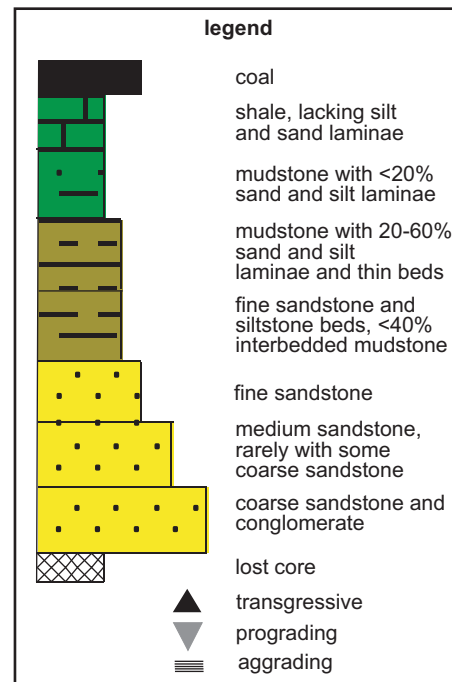 legend
coal
shale, lacking silt
and sand laminae
mudstone with <20%
sand and silt laminae
mudstone with 20-60%
sand and silt
laminae and thin beds
fine sandstone and
siltstone beds, <40%
interbedded mudstone
fine sandstone
medium sandstone,
rarely with some
coarse sandstone
coarse sandstone and
conglomerate
lost core
transgressive
prograding
aggrading